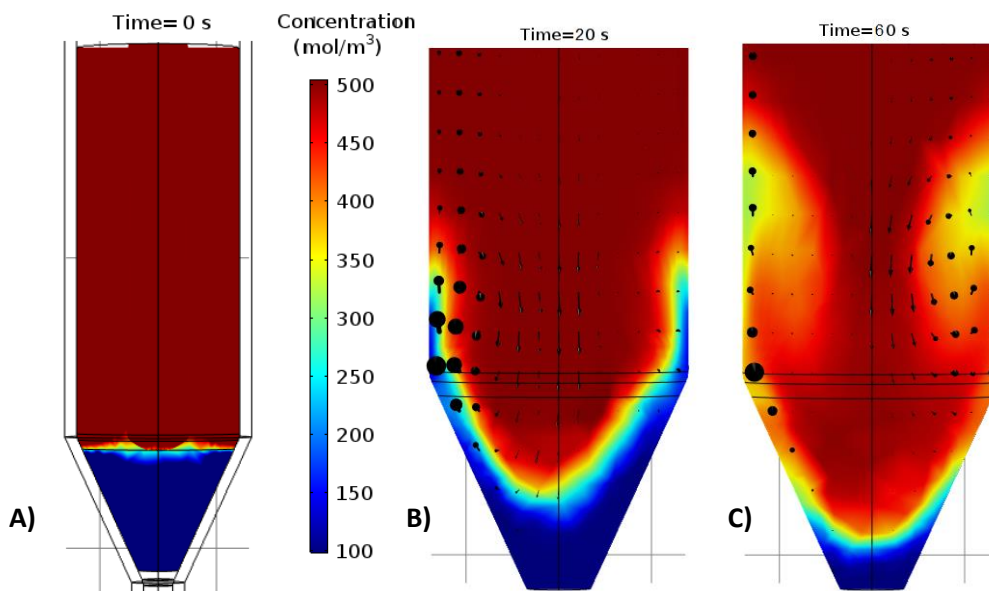 Time= 0 s
Concentration
(mol/m³)
500
450
400
350
300
250
200
150
100
A)
Time=20 s
B)
Time=60 s
C)